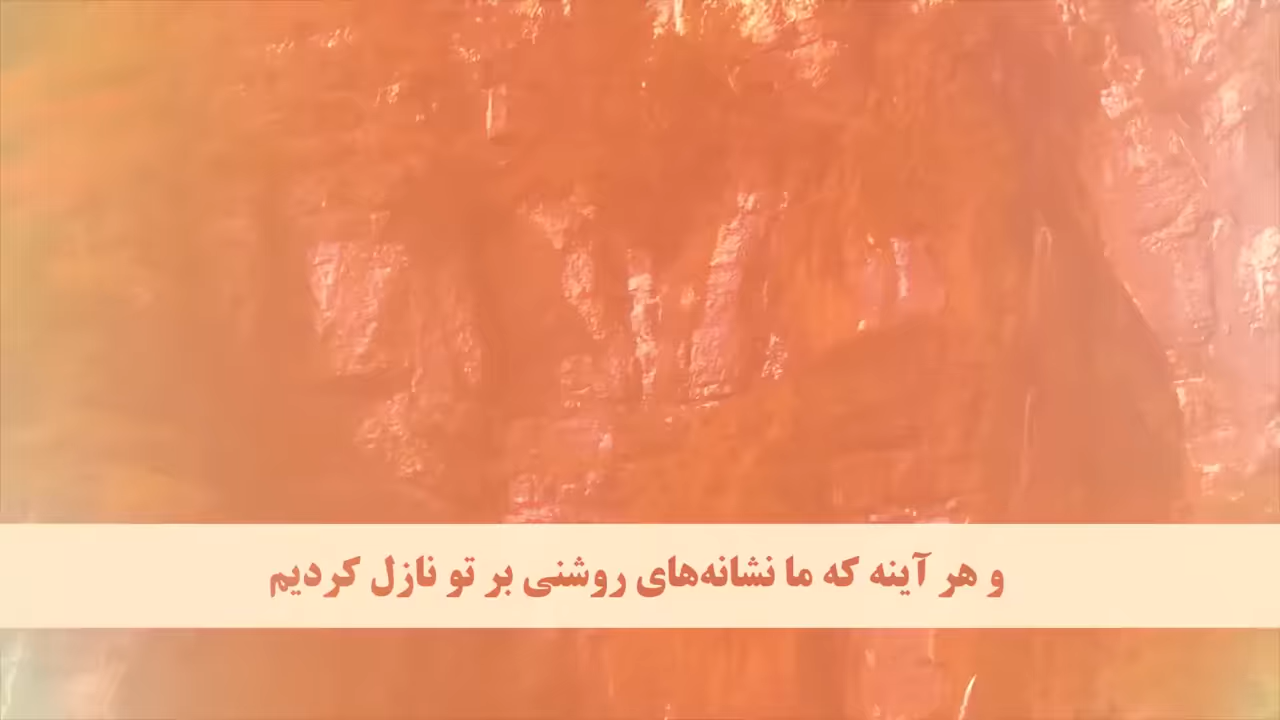 و هر آینه که ما نشانه‌های روشنی بر تو نازل کردیم